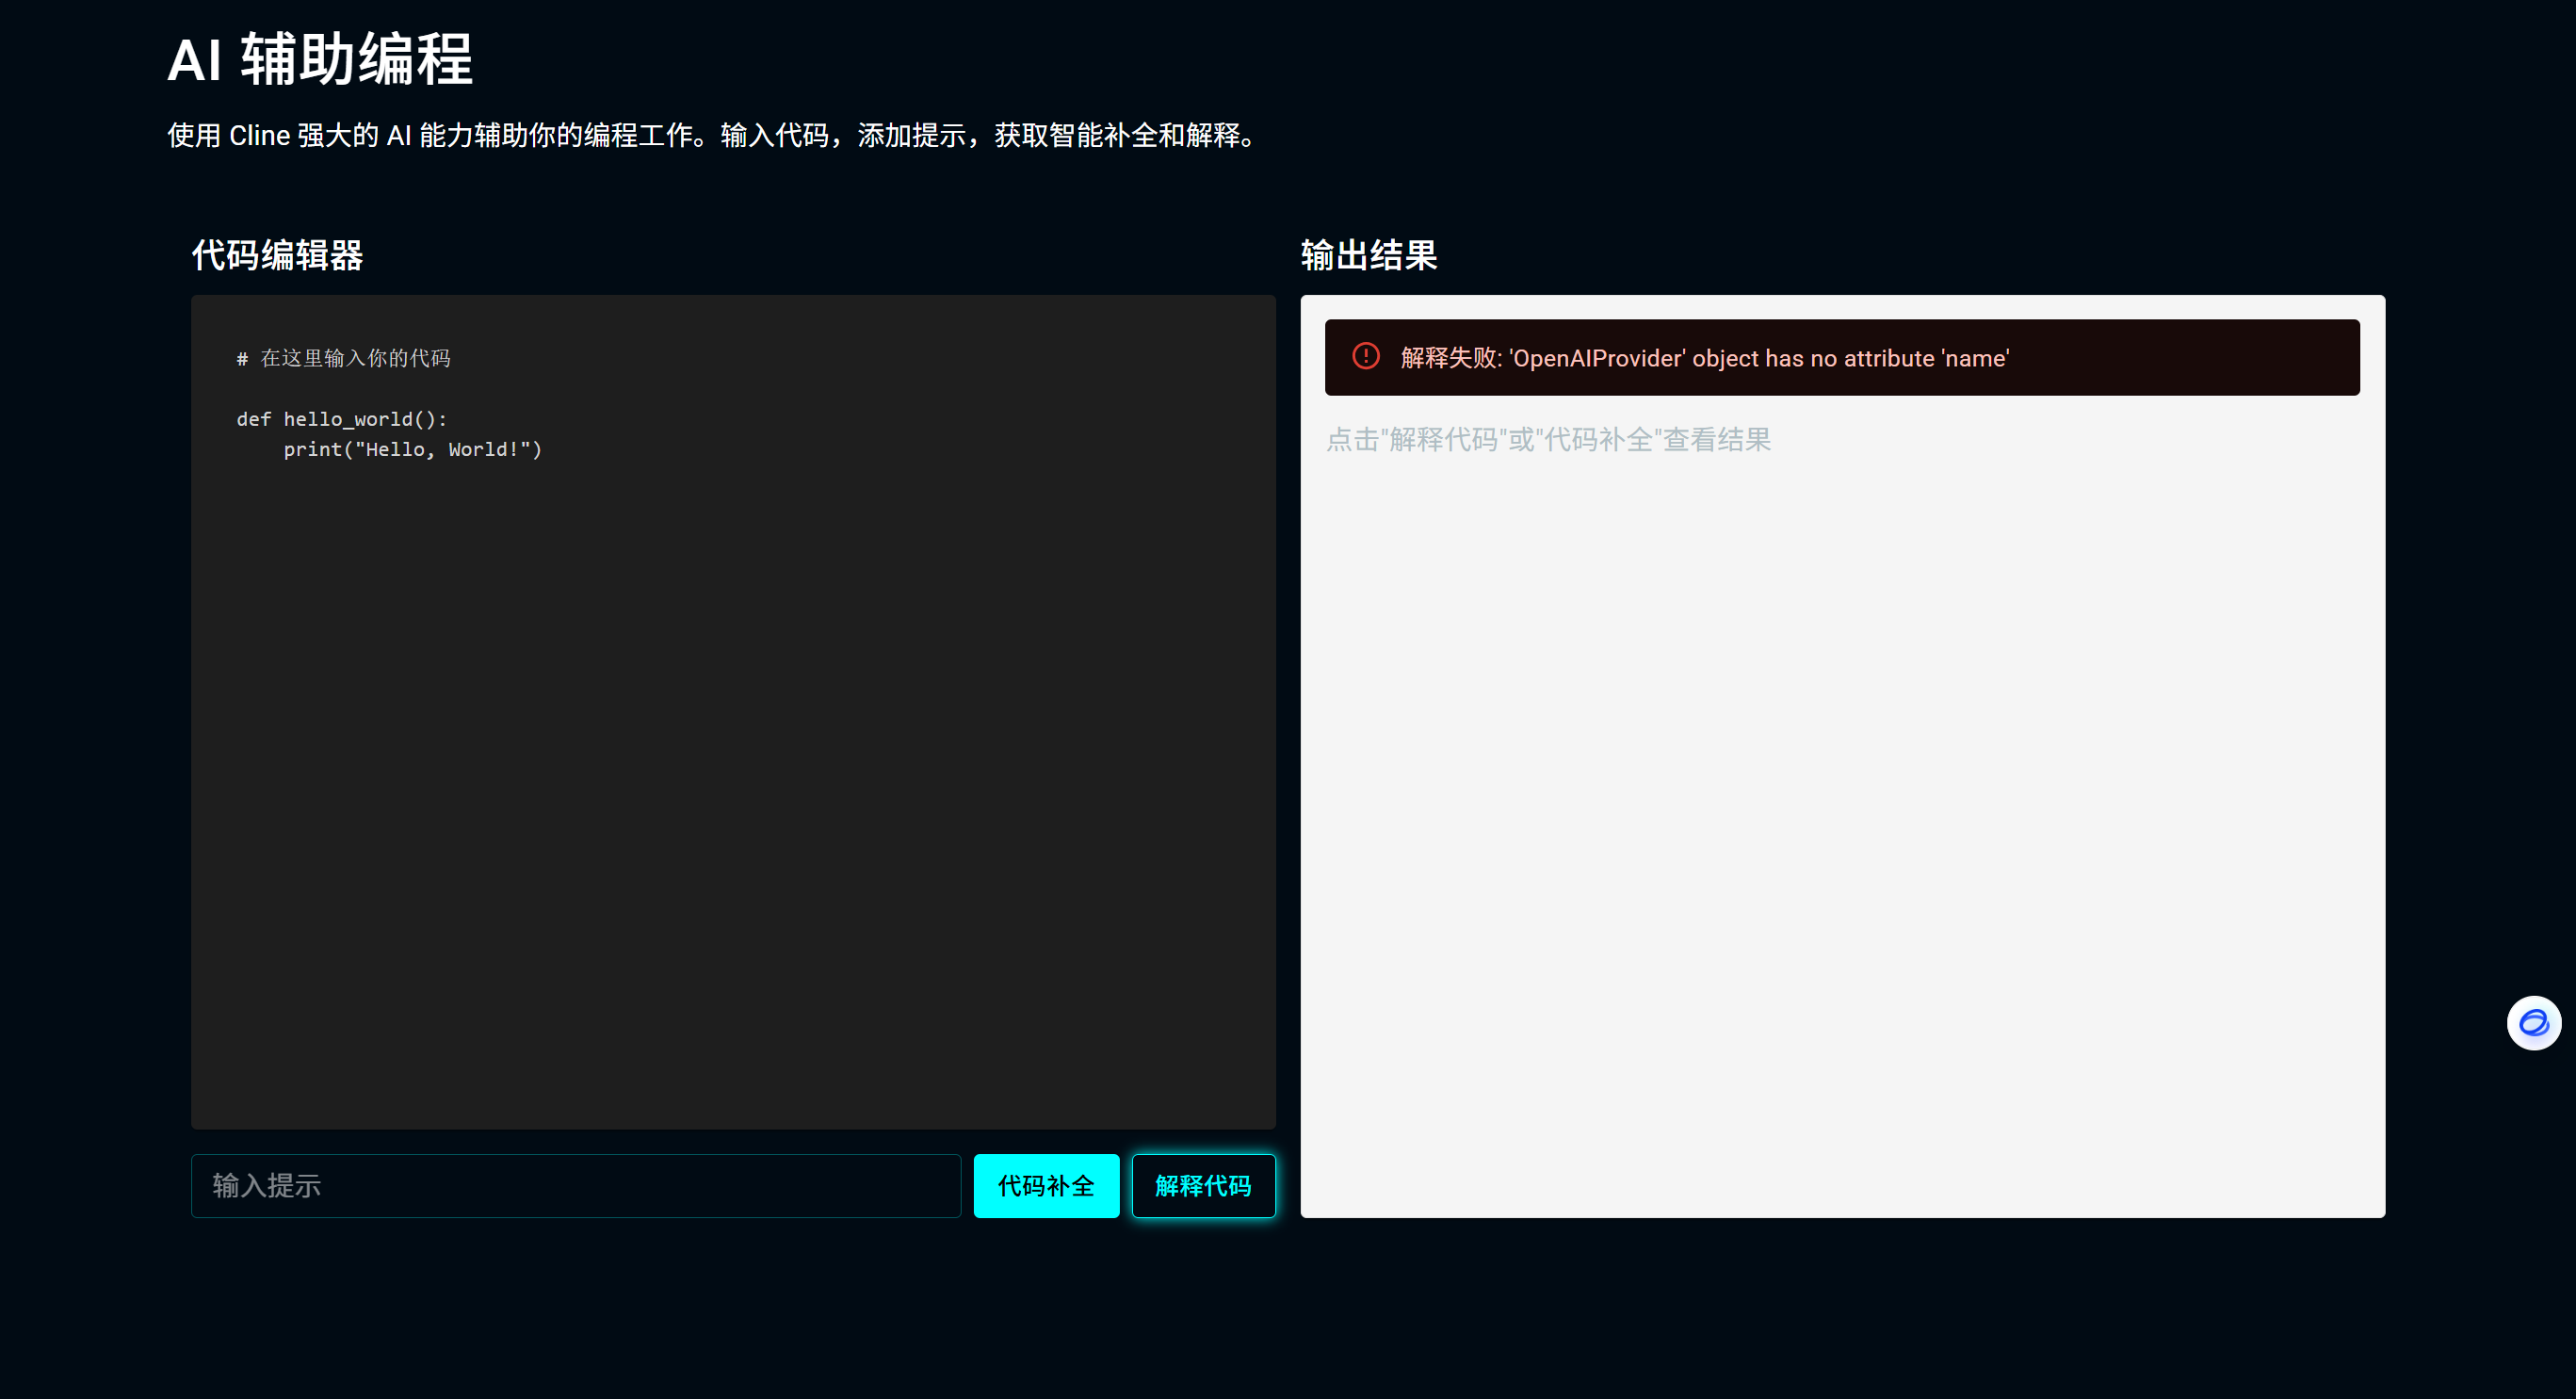 AI 辅助编程
使用 Cline 强大的 AI 能力辅助你的编程工作。输入代码，添加提示，获取智能补全和解释。
代码编辑器
# 在这里输入你的代码
def hello_world():
    print("Hello, World!")
输入提示
代码补全
解释代码
输出结果
解释失败: 'OpenAIProvider' object has no attribute 'name'
点击"解释代码"或"代码补全"查看结果